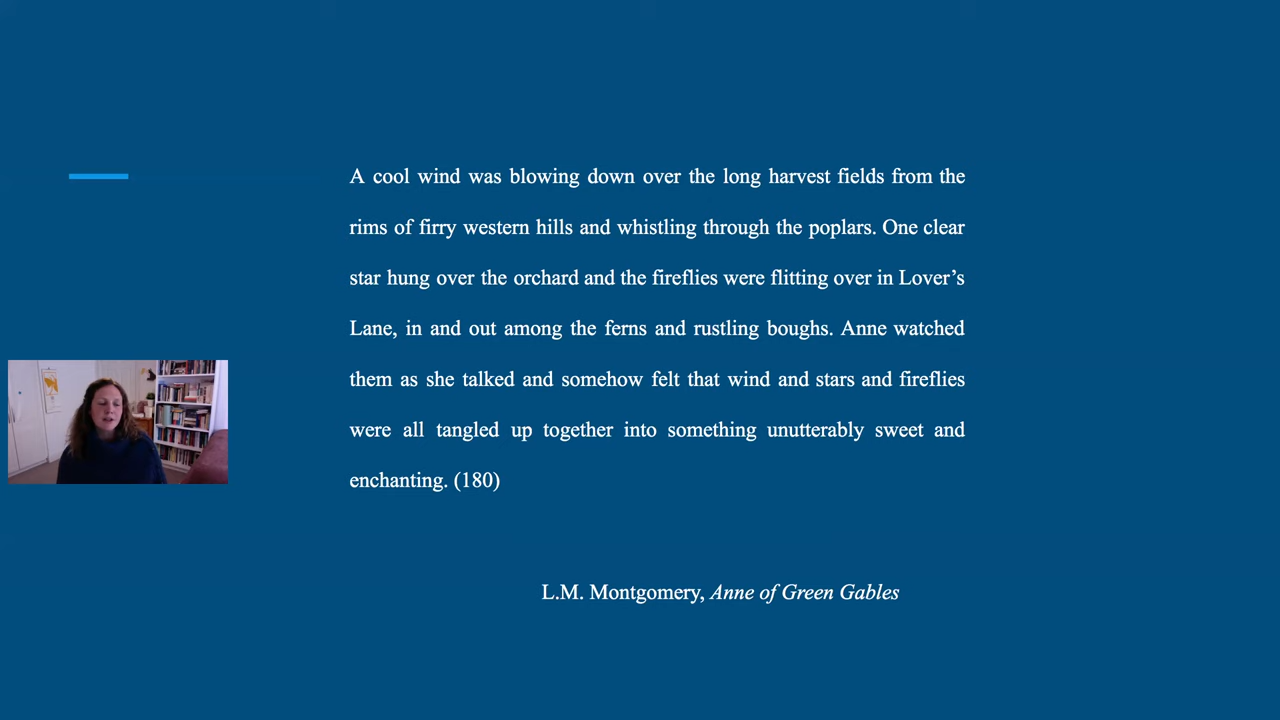 A cool wind was blowing down over the long harvest fields from the
rims of firry western hills and whistling through the poplars. One clear
star hung over the orchard and the fireflies were flitting over in Lover’s
Lane, in and out among the ferns and rustling boughs. Anne watched
them as she talked and somehow felt that wind and stars and fireflies
were all tangled up together into something unutterably sweet and
enchanting. (180)
L.M. Montgomery, Anne of Green Gables